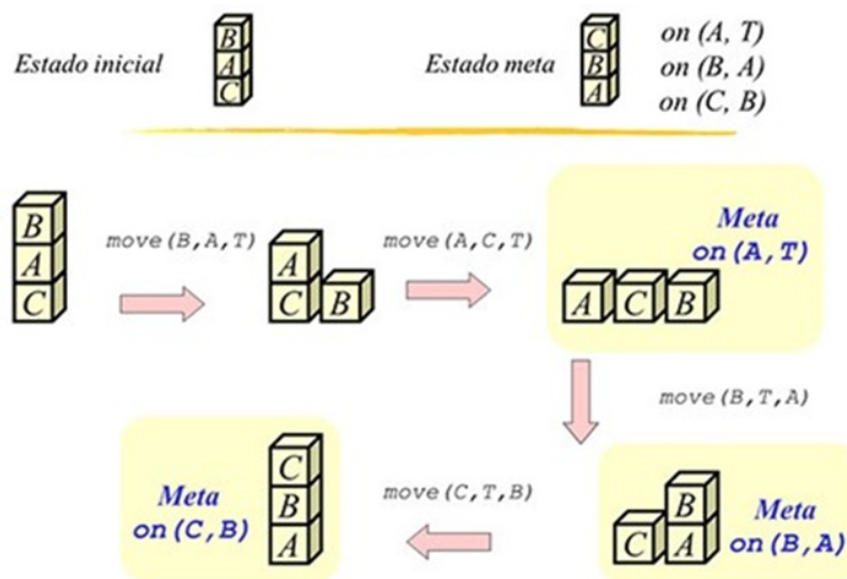 B
A
C
Estado inicial
Estado meta
C
B
A
on (A, T)
on (B, A)
on (C, B)
B
A
C
move(B,A,T)
A
C B
move(A,C,T)
Meta
on(A,T)
A C B
move(B,T,A)
B
C A
Meta
on(B,A)
move(C,T,B)
C
B
A
Meta
on(C,B)